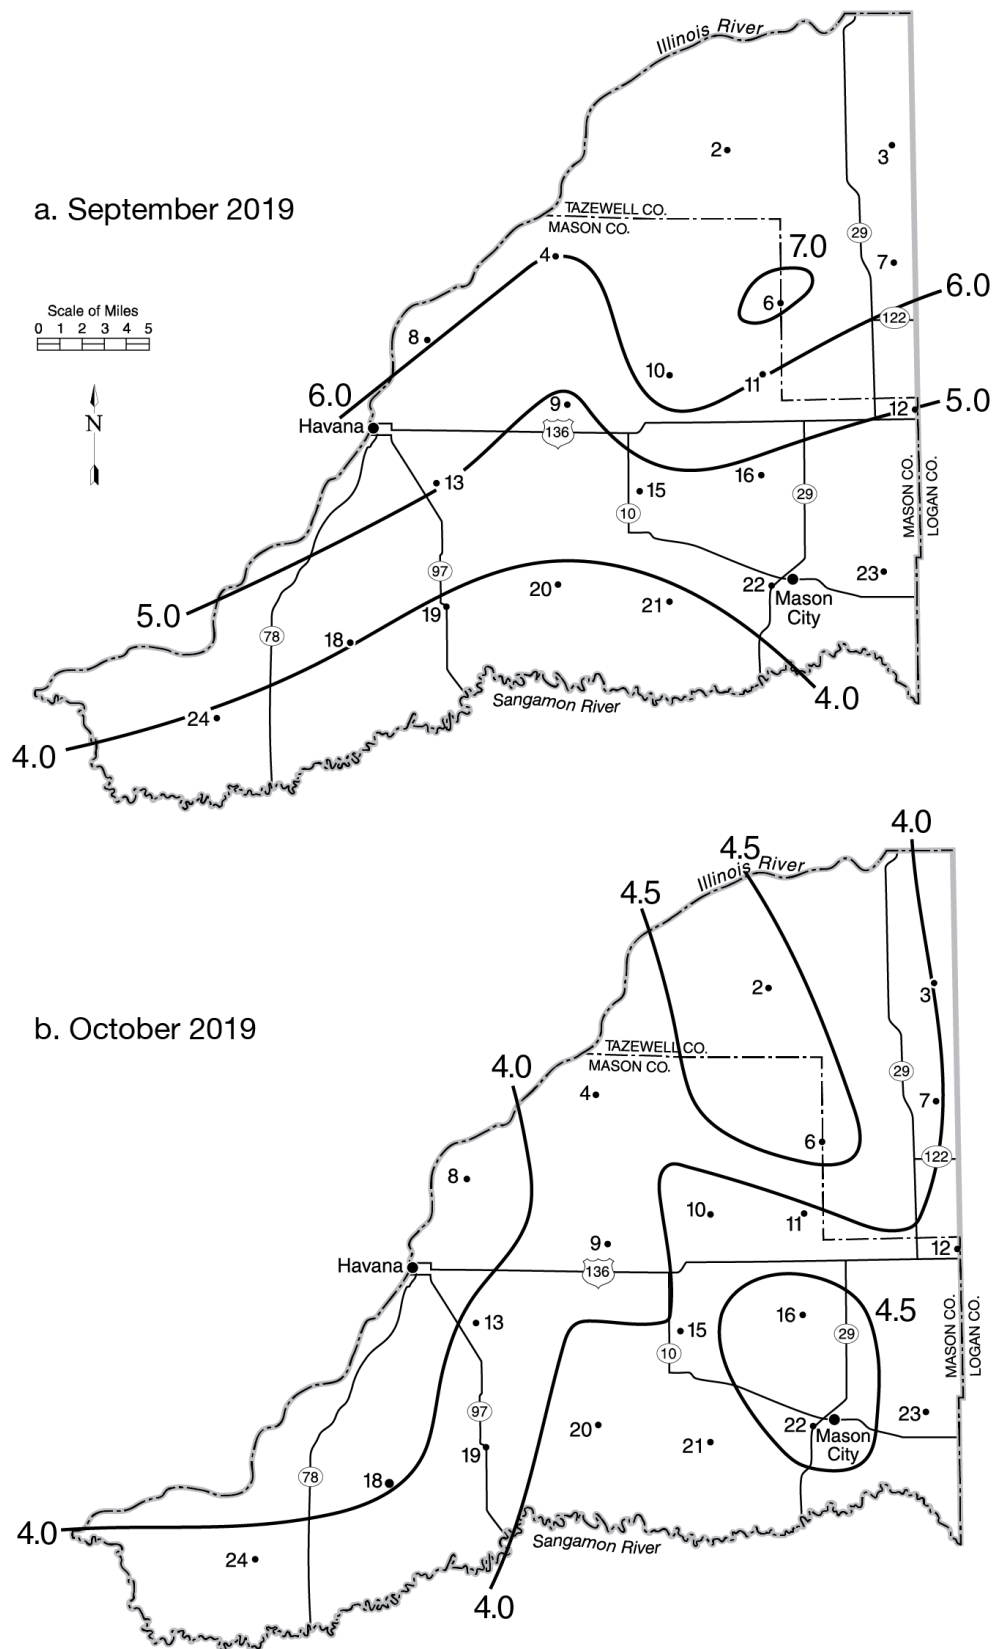 Illinois River
2
3
a. September 2019
TAZEWELL CO.
MASON CO.
29
7.0
4
7
6.0
6
Scale of Miles
0 1 2 3 4 5
122
8
10
11
N
6.0
9
12
5.0
Havana
136
13
16
15
29
MASON CO.
LOGAN CO.
10
97
20
22
23
5.0
19
21
Mason
City
78
18
4.0
Sangamon River
24
4.0
4.0
4.5
Illinois River
4.5
2
3
b. October 2019
TAZEWELL CO.
MASON CO.
4.0
29
4
7
6
122
8
10
11
9
12
Havana
136
16
4.5
13
15
29
MASON CO.
LOGAN CO.
10
97
20
22
23
21
Mason
City
19
78
18
4.0
Sangamon River
24
4.0